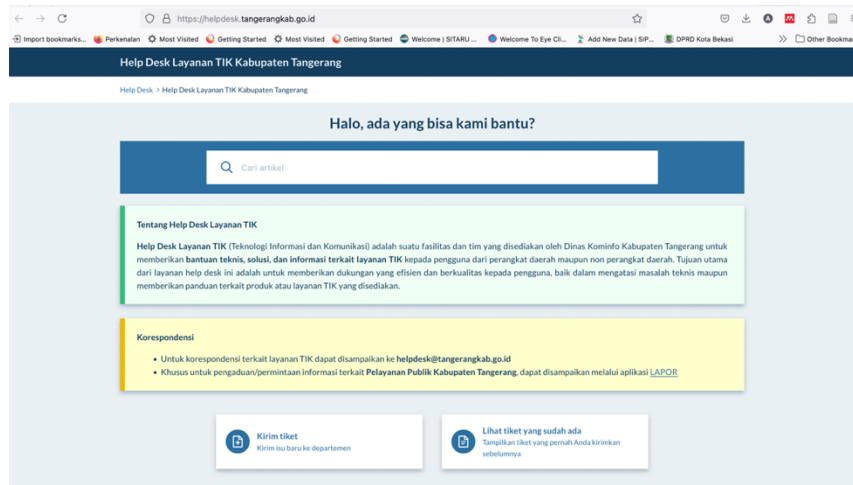 https://helpdesk.tangerangkab.go.id
Import bookmarks... Perkenalan Most Visited Getting Started Most Visited Getting Started Welcome | SITARU ... Welcome To Eye Cli... Add New Data | SIP... DPRD Kota Bekasi Other Bookma
Help Desk Layanan TIK Kabupaten Tangerang
Help Desk > Help Desk Layanan TIK Kabupaten Tangerang
Halo, ada yang bisa kami bantu?
Cari artikel
Tentang Help Desk Layanan TIK
Help Desk Layanan TIK (Teknologi Informasi dan Komunikasi) adalah suatu fasilitas dan tim yang disediakan oleh Dinas Kominfo Kabupaten Tangerang untuk
memberikan bantuan teknis, solusi, dan informasi terkait layanan TIK kepada pengguna dari perangkat daerah maupun non perangkat daerah. Tujuan utama
dari layanan help desk ini adalah untuk memberikan dukungan yang efisien dan berkualitas kepada pengguna, baik dalam mengatasi masalah teknis maupun
memberikan panduan terkait produk atau layanan TIK yang disediakan.
Korespondensi
• Untuk korespondensi terkait layanan TIK dapat disampaikan ke helpdesk@tangerangkab.go.id
• Khusus untuk pengaduan/permintaan informasi terkait Pelayanan Publik Kabupaten Tangerang, dapat disampaikan melalui aplikasi LAPOR
Kirim tiket
Kirim isu baru ke departemen
Lihat tiket yang sudah ada
Tampilkan tiket yang pernah Anda kirimkan
sebelumnya